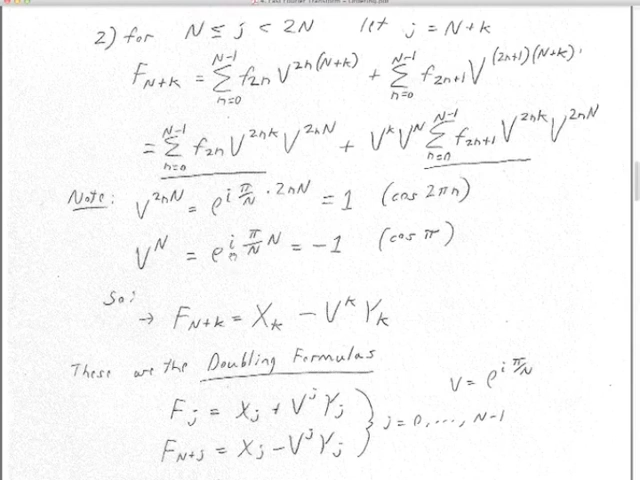 2) for N ≤ j < 2N let j = N+k
F_{N+k} = Σ_{n=0}^{N-1} f_{2n} V^{2n(N+k)} + Σ_{n=0}^{N-1} f_{2n+1} V^{(2n+1)(N+k)}.
= Σ_{n=0}^{N-1} f_{2n} V^{2nk} V^{2nN} + V^k V^N Σ_{n=0}^{N-1} f_{2n+1} V^{2nk} V^{2nN}
Note: V^{2nN} = e^{i π/N · 2nN} = 1 (cos 2πn)
V^N = e^{i π/N N} = -1 (cos π)
So:
→ F_{N+k} = X_k - V^k Y_k
These are the Doubling Formulas
V = e^{i π/N}
F_j = X_j + V^j Y_j
F_{N+j} = X_j - V^j Y_j } j = 0, ..., N-1